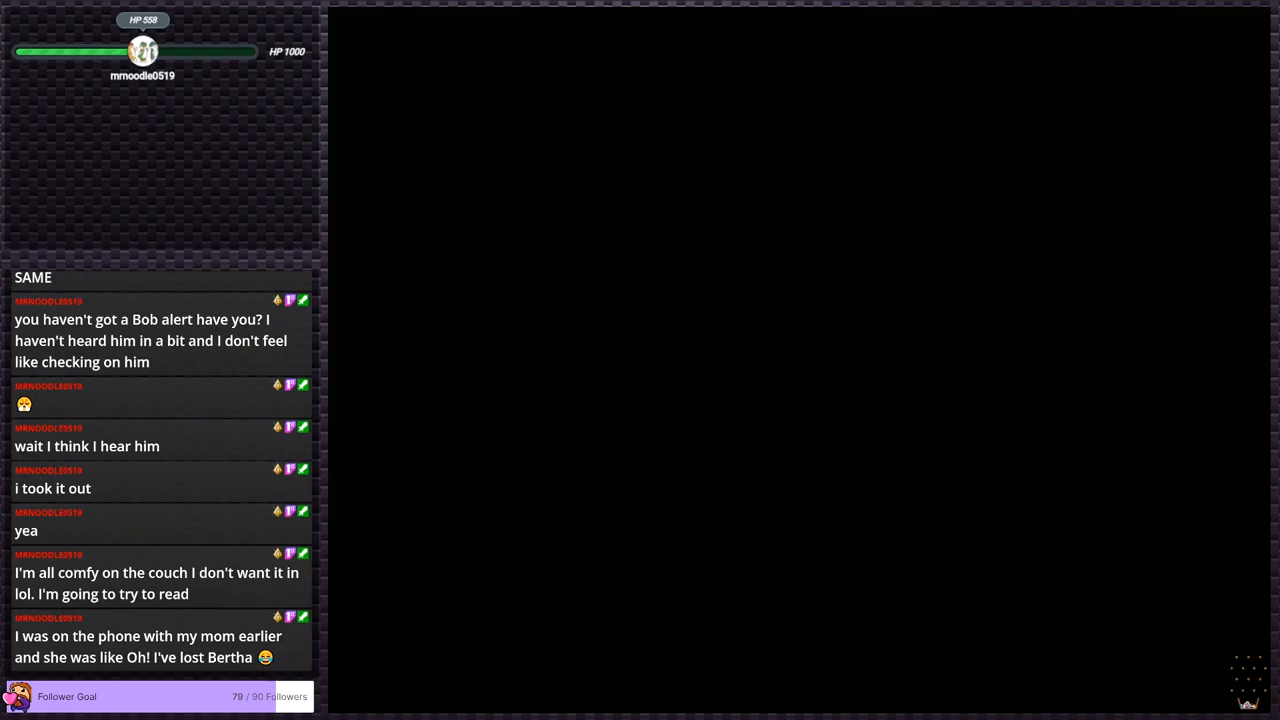 HP 558
HP 1000
mrnoodle0519
SAME
MRNOODLE0519
you haven't got a Bob alert have you? I
haven't heard him in a bit and I don't feel
like checking on him
MRNOODLE0519
MRNOODLE0519
wait I think I hear him
MRNOODLE0519
i took it out
MRNOODLE0519
yea
MRNOODLE0519
I'm all comfy on the couch I don't want it in
lol. I'm going to try to read
MRNOODLE0519
I was on the phone with my mom earlier
and she was like Oh! I've lost Bertha 😂
Follower Goal 79 / 90 Followers